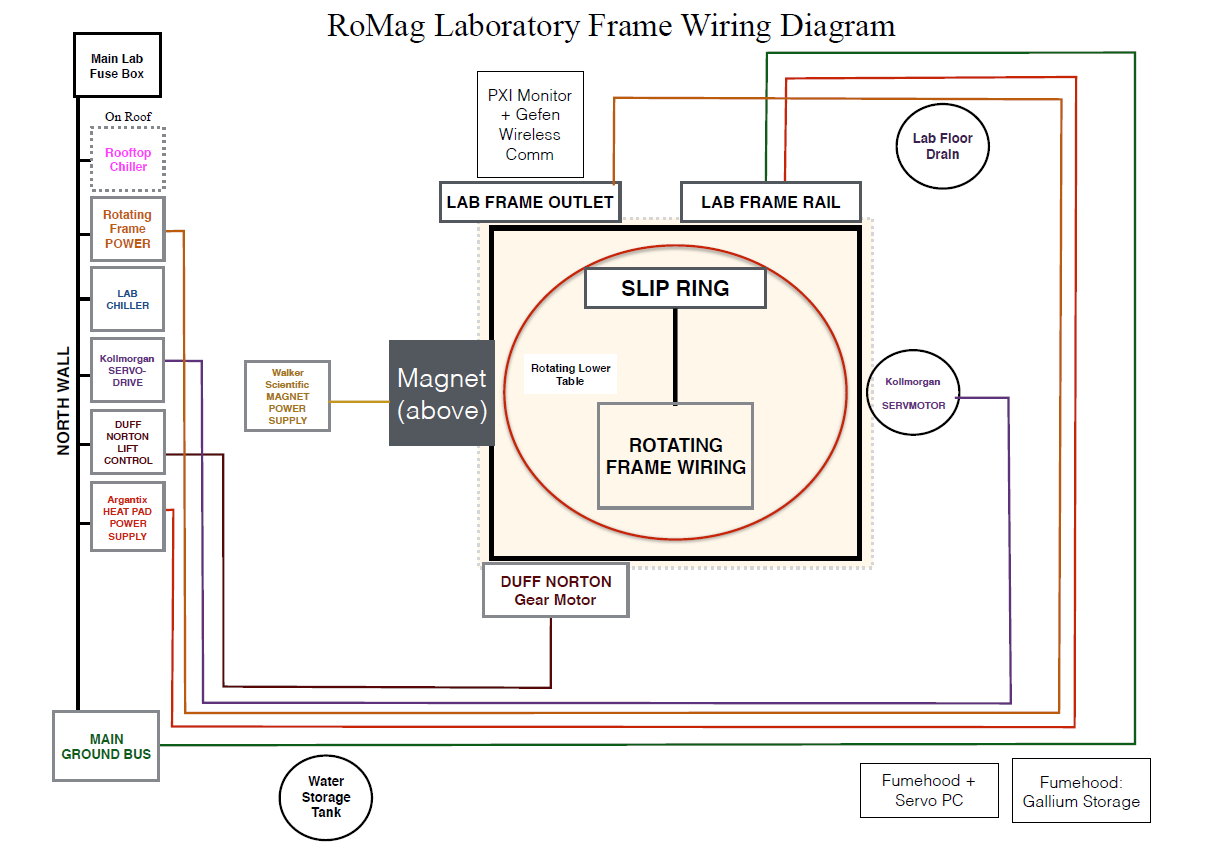 RoMag Laboratory Frame Wiring Diagram
Main Lab
Fuse Box
On Roof
Rooftop
Chiller
Rotating
Frame
POWER
LAB
CHILLER
Kollmorgan
SERVO-
DRIVE
DUFF
NORTON
LIFT
CONTROL
Argantix
HEAT PAD
POWER
SUPPLY
NORTH WALL
MAIN
GROUND BUS
Walker
Scientific
MAGNET
POWER
SUPPLY
Magnet
(above)
PXI Monitor
+ Gefen
Wireless
Comm
LAB FRAME OUTLET
LAB FRAME RAIL
SLIP RING
Rotating Lower
Table
ROTATING
FRAME WIRING
DUFF NORTON
Gear Motor
Lab Floor
Drain
Kollmorgan
SERVMOTOR
Water
Storage
Tank
Fumehood +
Servo PC
Fumehood:
Gallium Storage